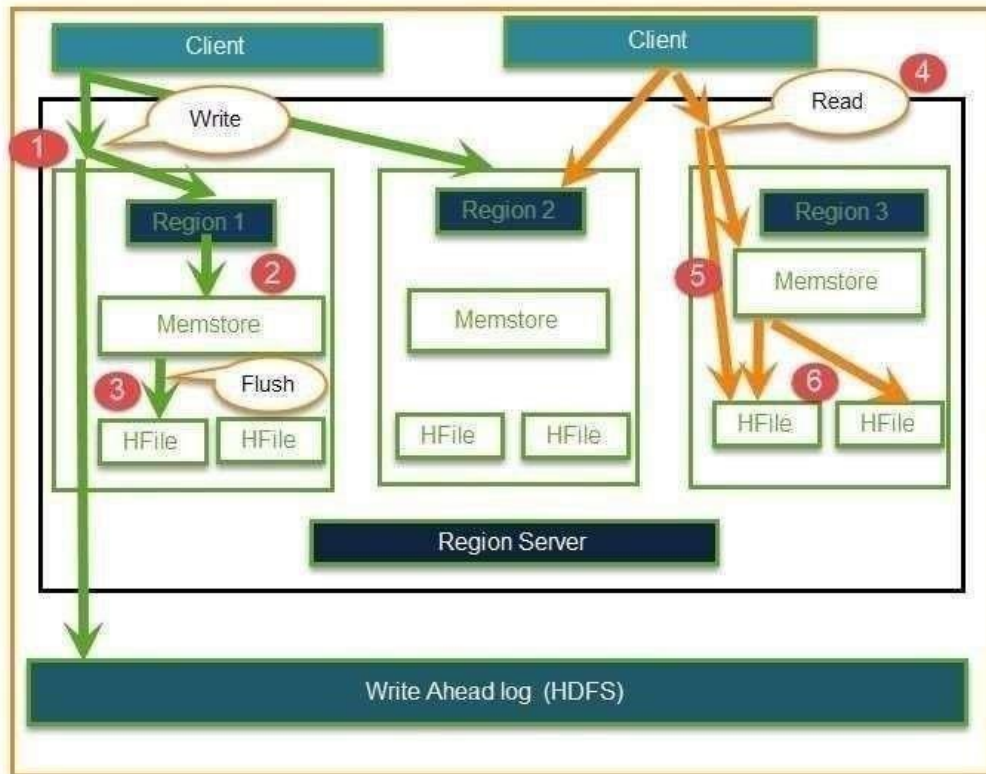 Client
Client
4
Write
Read
1
Region 1
Region 2
Region 3
2
5
Memstore
Memstore
Memstore
3
Flush
6
HFile
HFile
HFile
HFile
HFile
HFile
Region Server
Write Ahead log (HDFS)